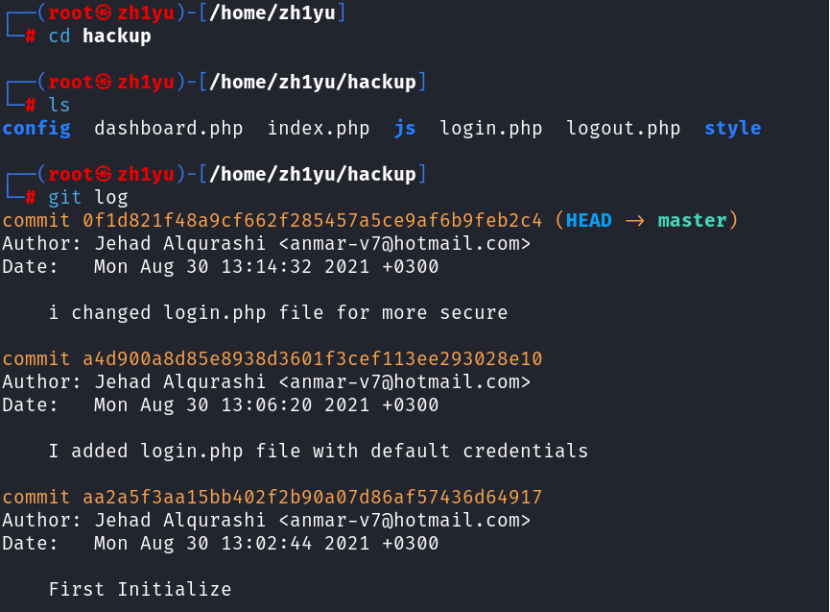 ┌──(root㉿zh1yu)-[/home/zh1yu]
└─# cd hackup
┌──(root㉿zh1yu)-[/home/zh1yu/hackup]
└─# ls
config dashboard.php index.php js login.php logout.php style
┌──(root㉿zh1yu)-[/home/zh1yu/hackup]
└─# git log
commit 0f1d821f48a9cf662f285457a5ce9af6b9feb2c4 (HEAD → master)
Author: Jehad Alqurashi <anmar-v7@hotmail.com>
Date: Mon Aug 30 13:14:32 2021 +0300
i changed login.php file for more secure
commit a4d900a8d85e8938d3601f3cef113ee293028e10
Author: Jehad Alqurashi <anmar-v7@hotmail.com>
Date: Mon Aug 30 13:06:20 2021 +0300
I added login.php file with default credentials
commit aa2a5f3aa15bb402f2b90a07d86af57436d64917
Author: Jehad Alqurashi <anmar-v7@hotmail.com>
Date: Mon Aug 30 13:02:44 2021 +0300
First Initialize